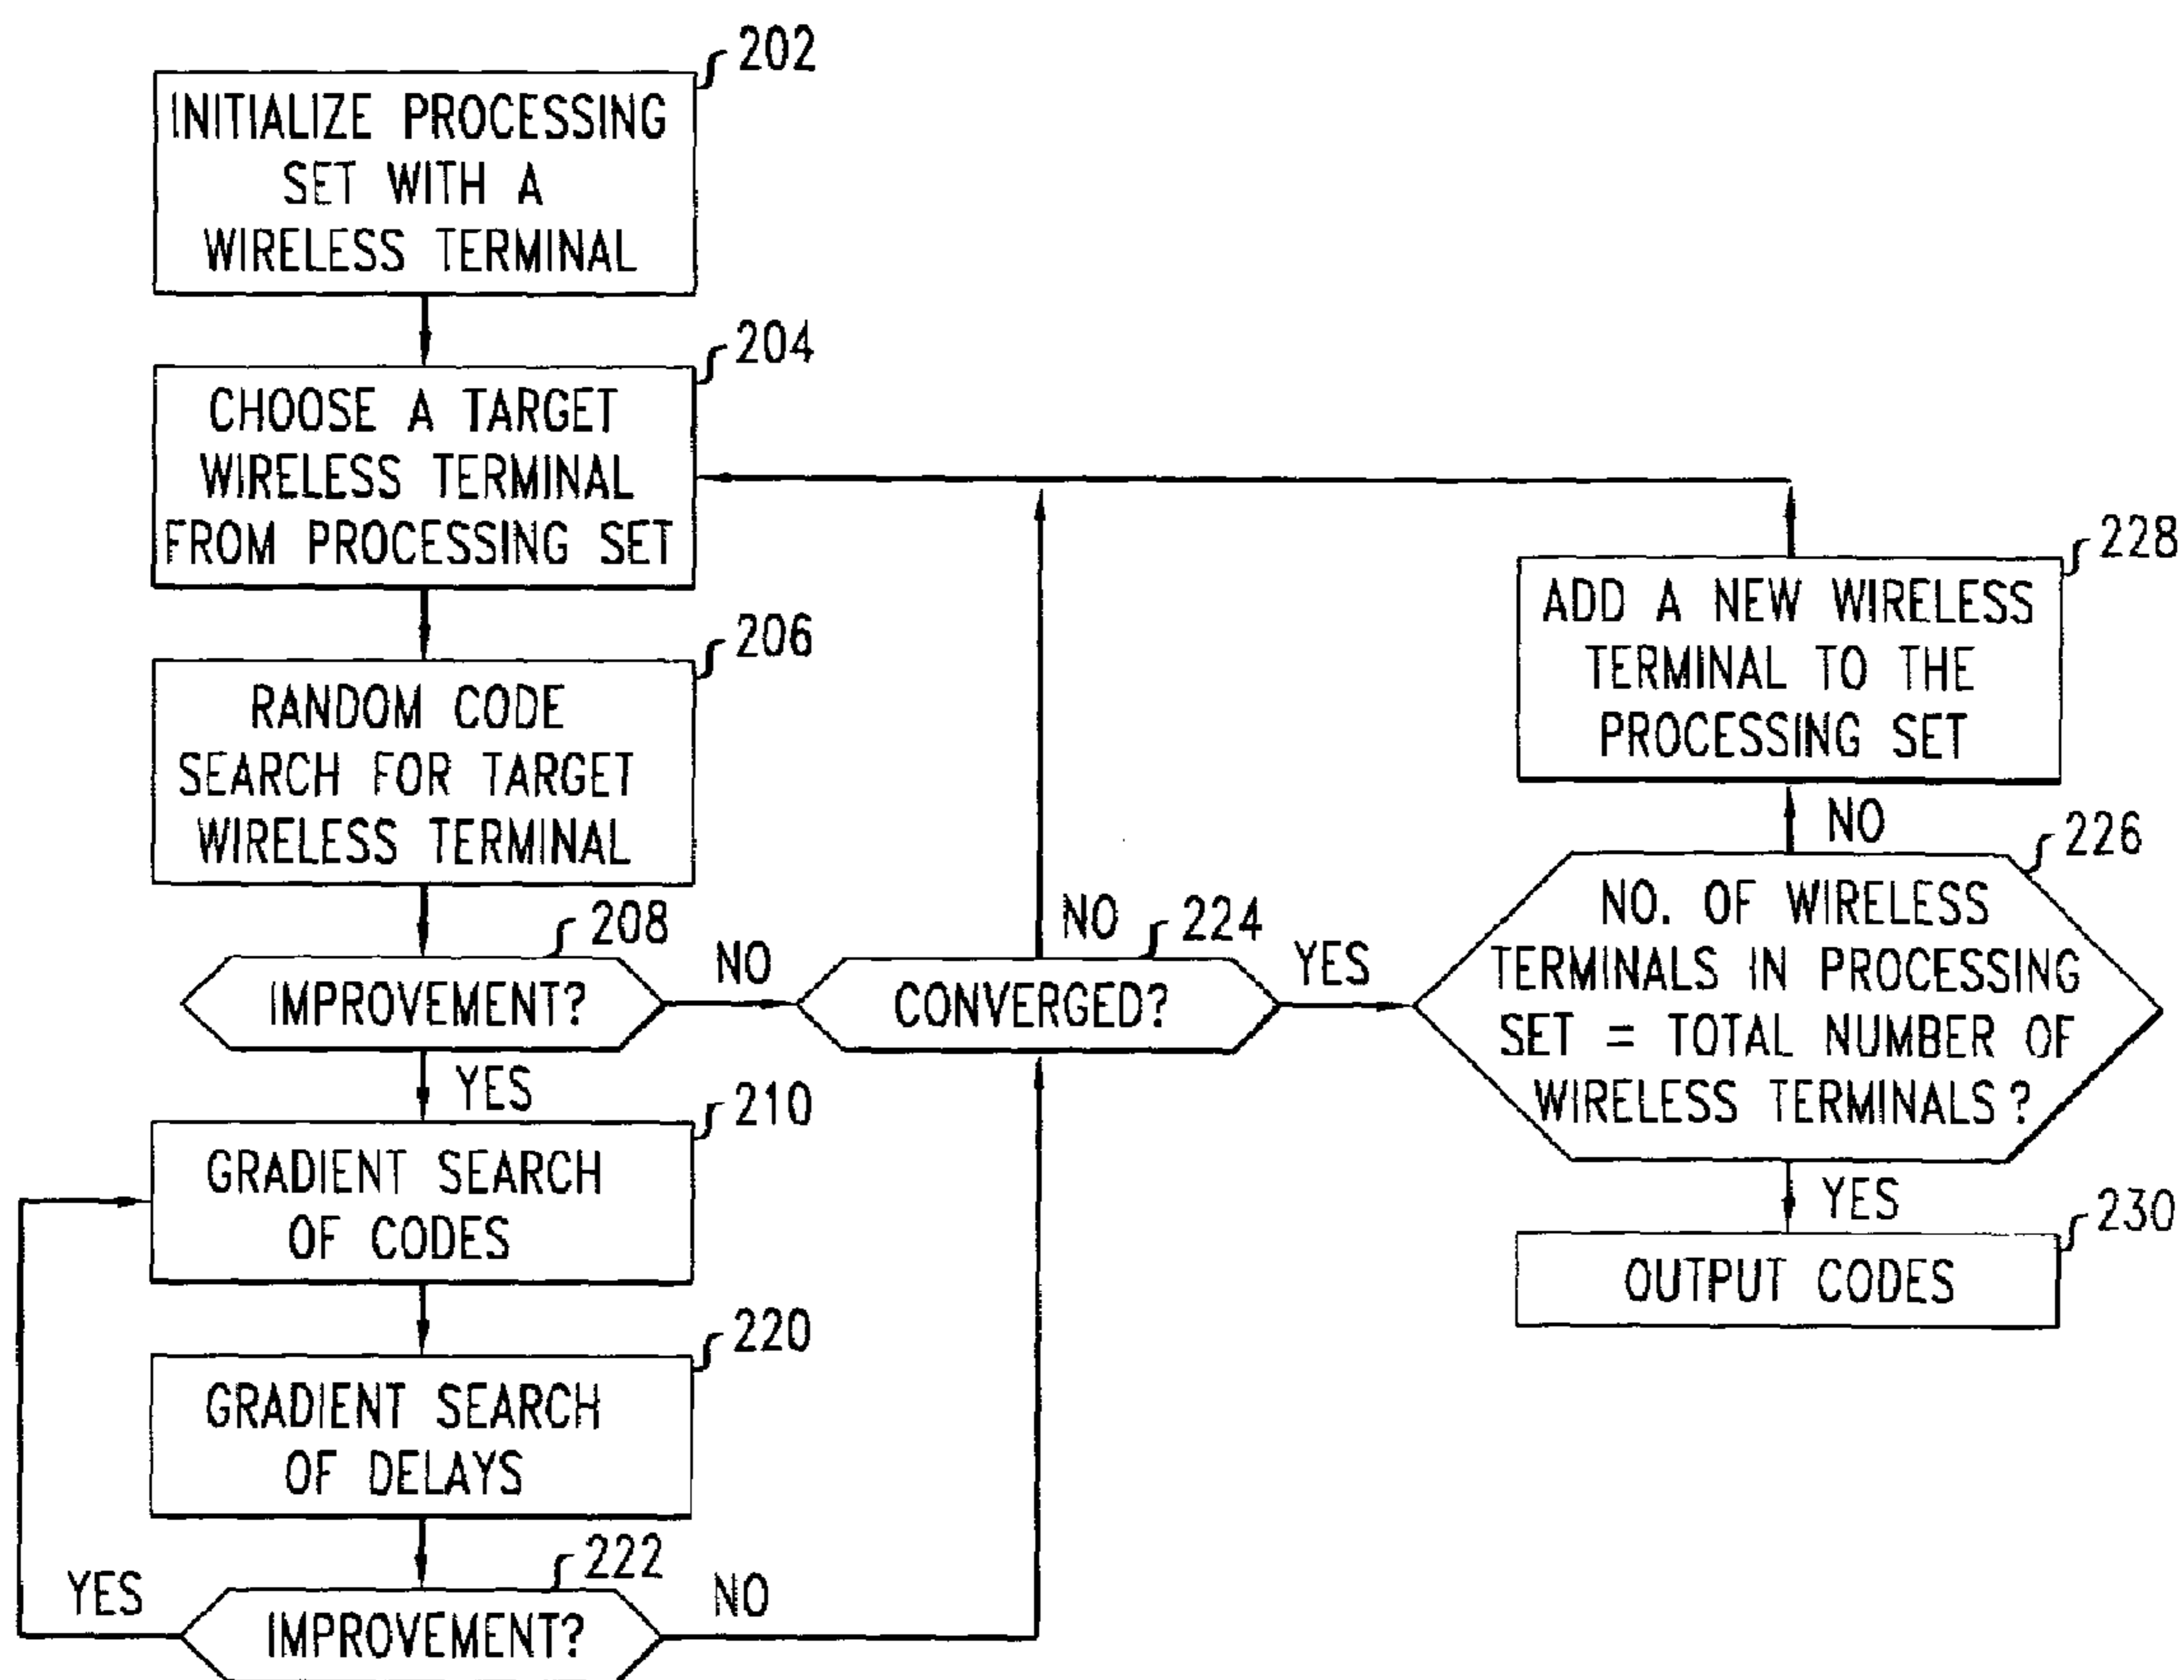 202
INITIALIZE PROCESSING
SET WITH A
WIRELESS TERMINAL
204
CHOOSE A TARGET
WIRELESS TERMINAL
FROM PROCESSING SET
206
RANDOM CODE
SEARCH FOR TARGET
WIRELESS TERMINAL
208
IMPROVEMENT?
NO
YES
210
GRADIENT SEARCH
OF CODES
220
GRADIENT SEARCH
OF DELAYS
222
IMPROVEMENT?
YES
NO
224
CONVERGED?
NO
YES
226
NO. OF WIRELESS
TERMINALS IN PROCESSING
SET = TOTAL NUMBER OF
WIRELESS TERMINALS?
NO
228
ADD A NEW WIRELESS
TERMINAL TO THE
PROCESSING SET
YES
230
OUTPUT CODES